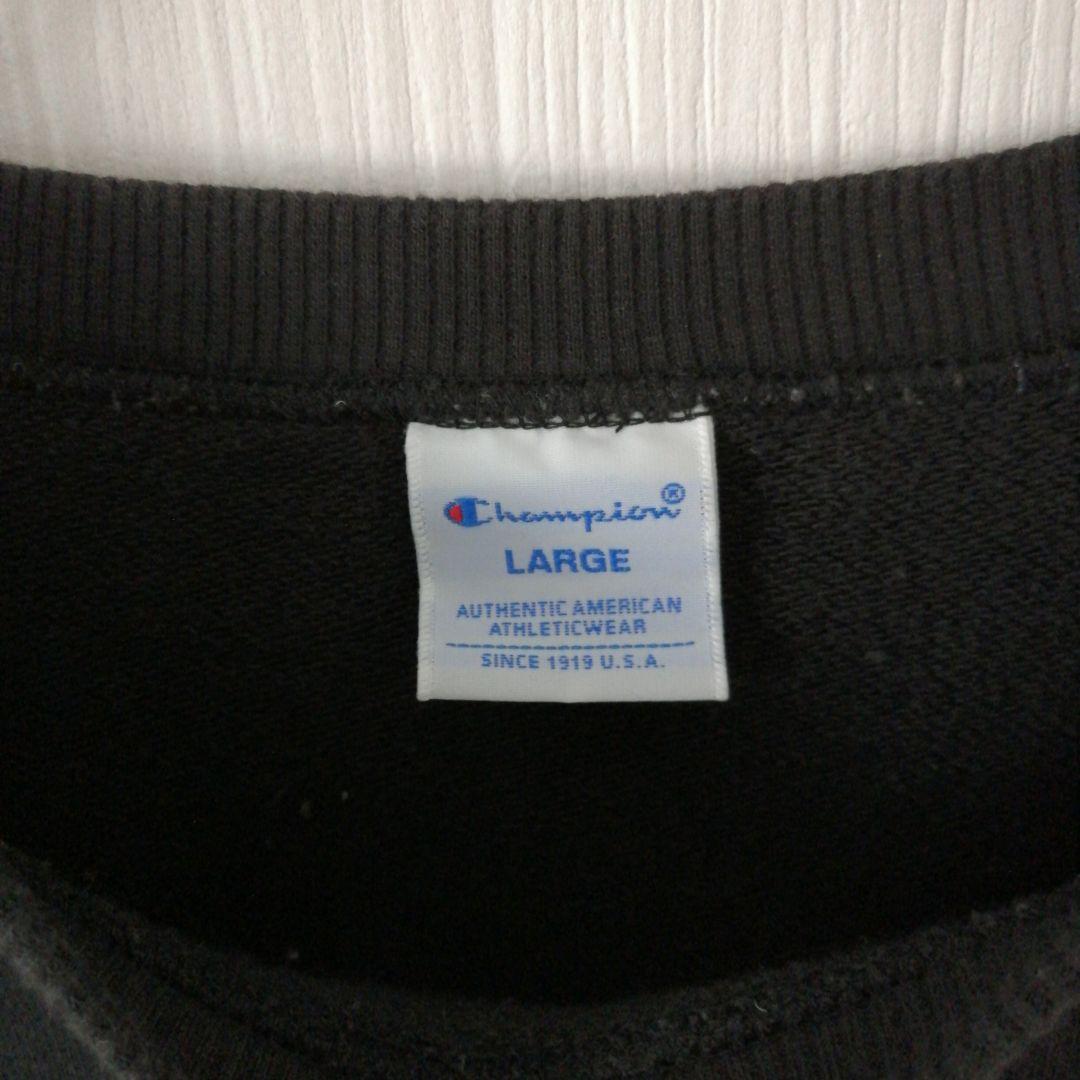 Champion®
LARGE
AUTHENTIC AMERICAN
ATHLETICWEAR
SINCE 1919 U.S.A.